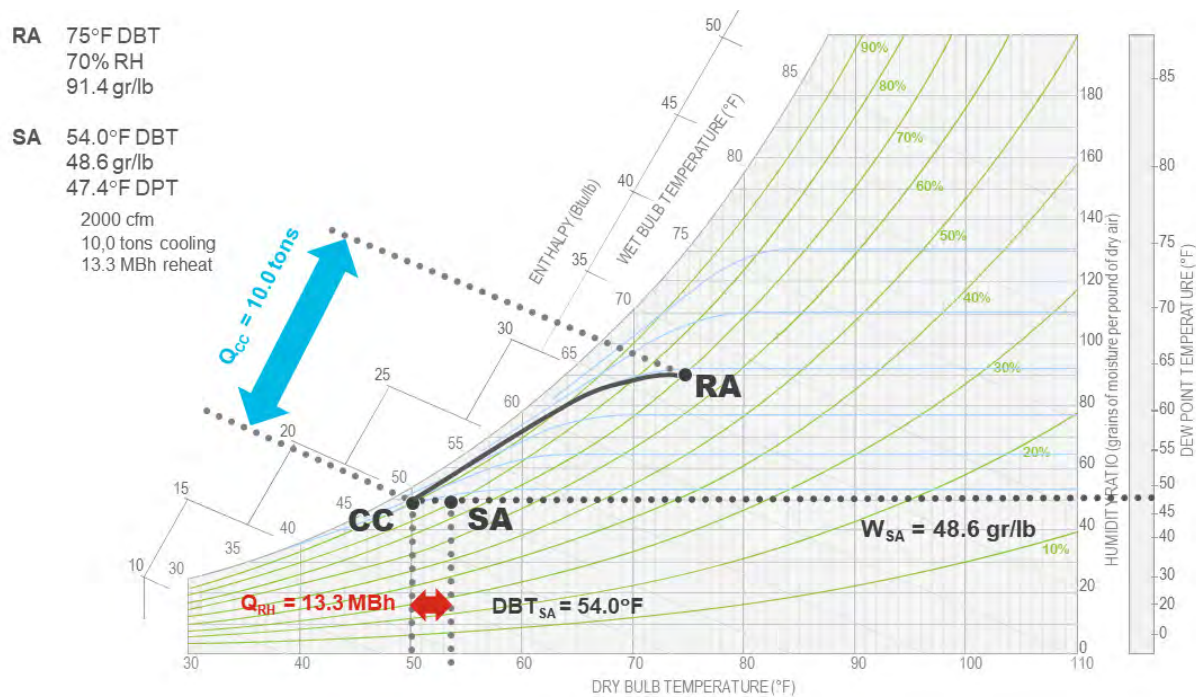 RA 75°F DBT
70% RH
91.4 gr/lb
SA 54.0°F DBT
48.6 gr/lb
47.4°F DPT
2000 cfm
10,0 tons cooling
13.3 MBh reheat
Q_CC = 10.0 tons
ENTHALPY (Btu/lb)
10
15
20
25
30
35
40
45
50
WET BULB TEMPERATURE (°F)
30
35
40
45
50
55
60
65
70
75
80
85
90%
80%
70%
60%
50%
40%
30%
20%
10%
RA
CC
SA
W_SA = 48.6 gr/lb
Q_RH = 13.3 MBh
DBT_SA = 54.0°F
30 40 50 60 70 80 90 100 110
DRY BULB TEMPERATURE (°F)
180
160
140
120
100
80
60
40
20
0
HUMIDITY RATIO (grains of moisture per pound of dry air)
85
80
75
70
65
60
55
50
45
40
30
20
0
DEW POINT TEMPERATURE (°F)